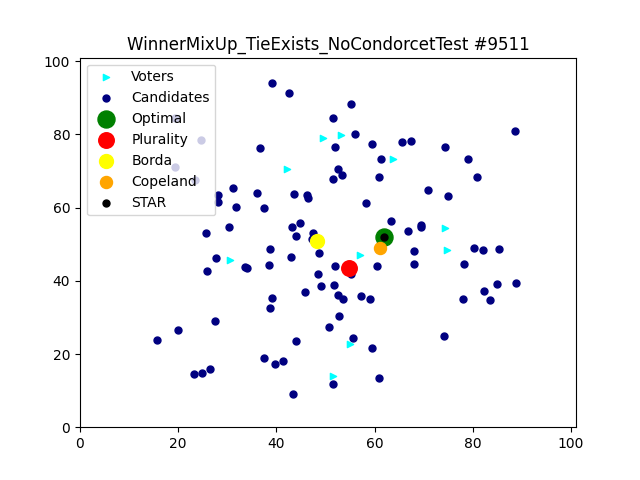 WinnerMixUp_TieExists_NoCondorcetTest #9511
100
80
60
40
20
0
Voters
Candidates
Optimal
Plurality
Borda
Copeland
STAR
0 20 40 60 80 100